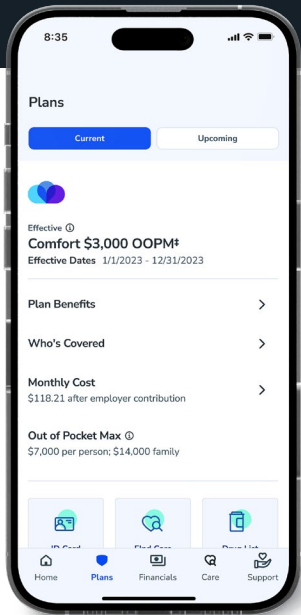 8:35
Plans
Current
Upcoming
Effective ⓘ
Comfort $3,000 OOPM‡
Effective Dates 1/1/2023 - 12/31/2023
Plan Benefits
Who's Covered
Monthly Cost
$118.21 after employer contribution
Out of Pocket Max ⓘ
$7,000 per person; $14,000 family
ID Card
Find Care
Drug List
Home
Plans
Financials
Care
Support